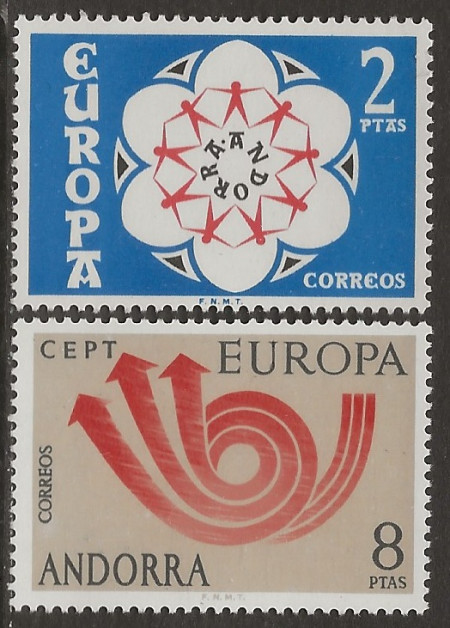 EUROPA
2
PTAS
ANDORRA.
CORREOS
F.N.M.T.
CEPT EUROPA
CORREOS
8
ANDORRA PTAS
F.N.M.T.